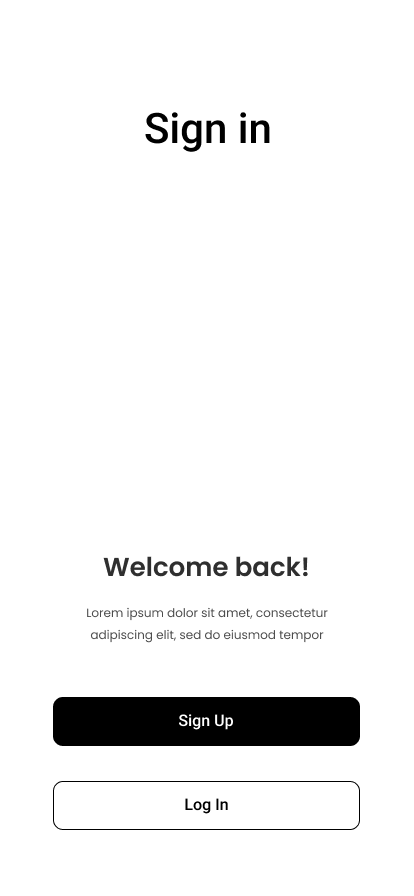 Sign in
Welcome back!
Lorem ipsum dolor sit amet, consectetur
adipiscing elit, sed do eiusmod tempor
Sign Up
Log In